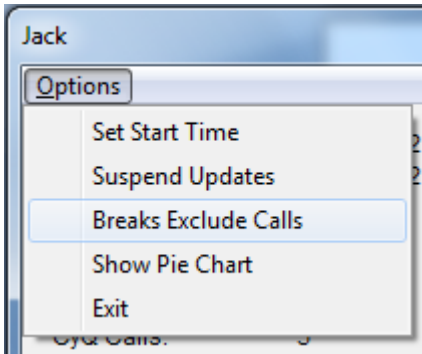 Jack
Options
Set Start Time
Suspend Updates
Breaks Exclude Calls
Show Pie Chart
Exit